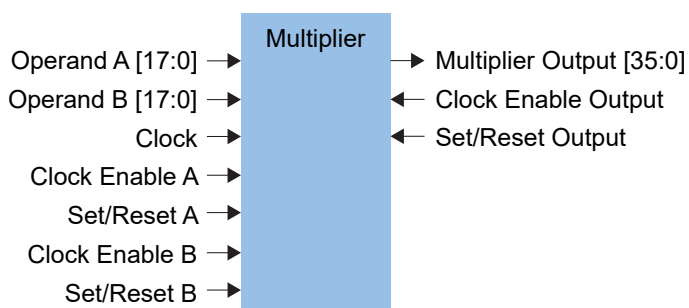 Multiplier
Operand A [17:0]
Operand B [17:0]
Clock
Clock Enable A
Set/Reset A
Clock Enable B
Set/Reset B
Multiplier Output [35:0]
Clock Enable Output
Set/Reset Output